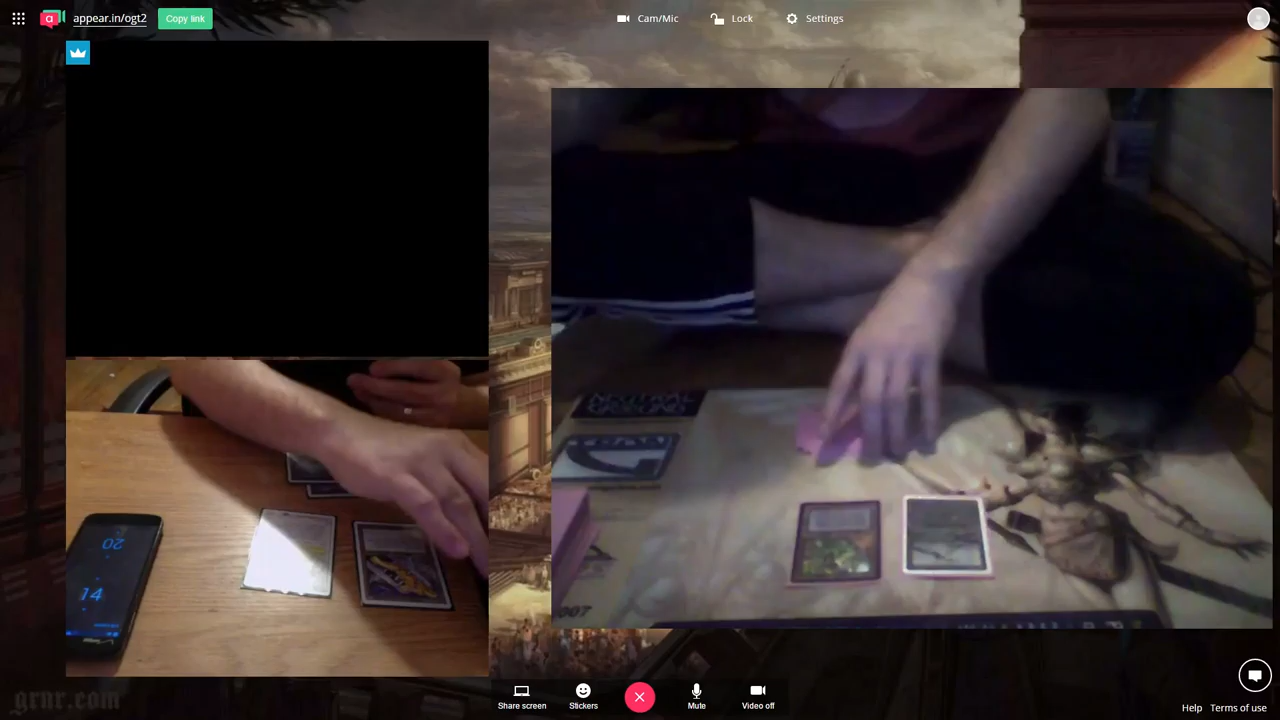 appear.in/ogt2
Copy link
Cam/Mic
Lock
Settings
20
14
007
grnr.com
Share screen
Stickers
Mute
Video off
Help
Terms of use